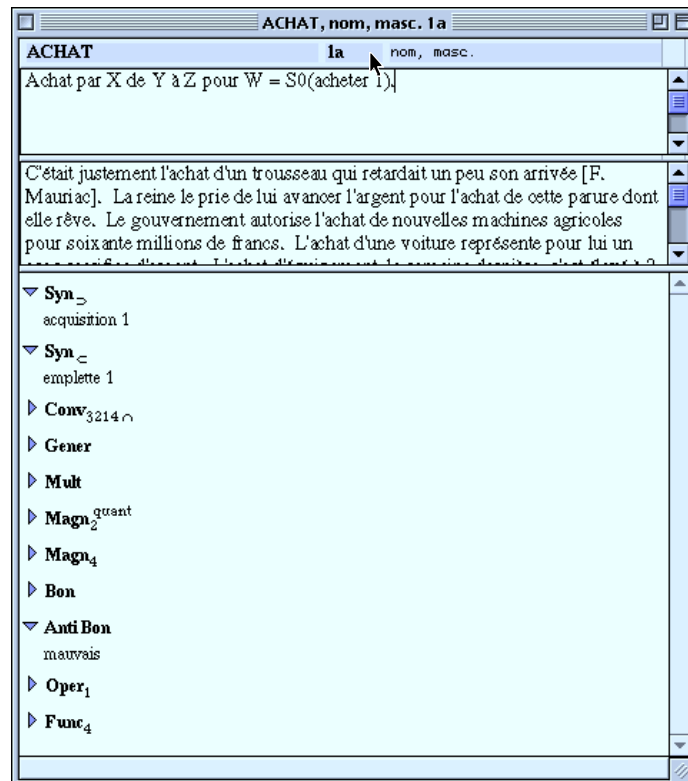 ACHAT, nom, masc. 1a
ACHAT 1a nom, masc.
Achat par X de Y à Z pour W = S0(acheter 1).
C'était justement l'achat d'un trousseau qui retardait un peu son arrivée [F.
Mauriac]. La reine le prie de lui avancer l'argent pour l'achat de cette parure dont
elle rêve. Le gouvernement autorise l'achat de nouvelles machines agricoles
pour soixante millions de francs. L'achat d'une voiture représente pour lui un
Syn⊃
acquisition 1
Syn⊂
emplette 1
Conv3214∩
Gener
Mult
Magn2quant
Magn4
Bon
AntiBon
mauvais
Oper1
Func4